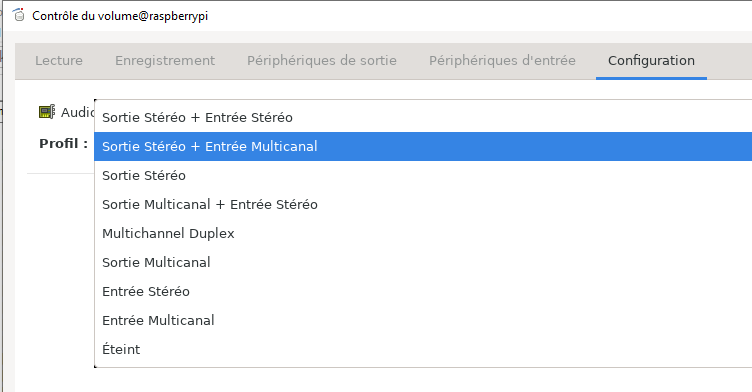 Contrôle du volume@raspberrypi
Lecture Enregistrement Périphériques de sortie Périphériques d'entrée Configuration
Audio
Profil :
Sortie Stéréo + Entrée Stéréo
Sortie Stéréo + Entrée Multicanal
Sortie Stéréo
Sortie Multicanal + Entrée Stéréo
Multichannel Duplex
Sortie Multicanal
Entrée Stéréo
Entrée Multicanal
Éteint